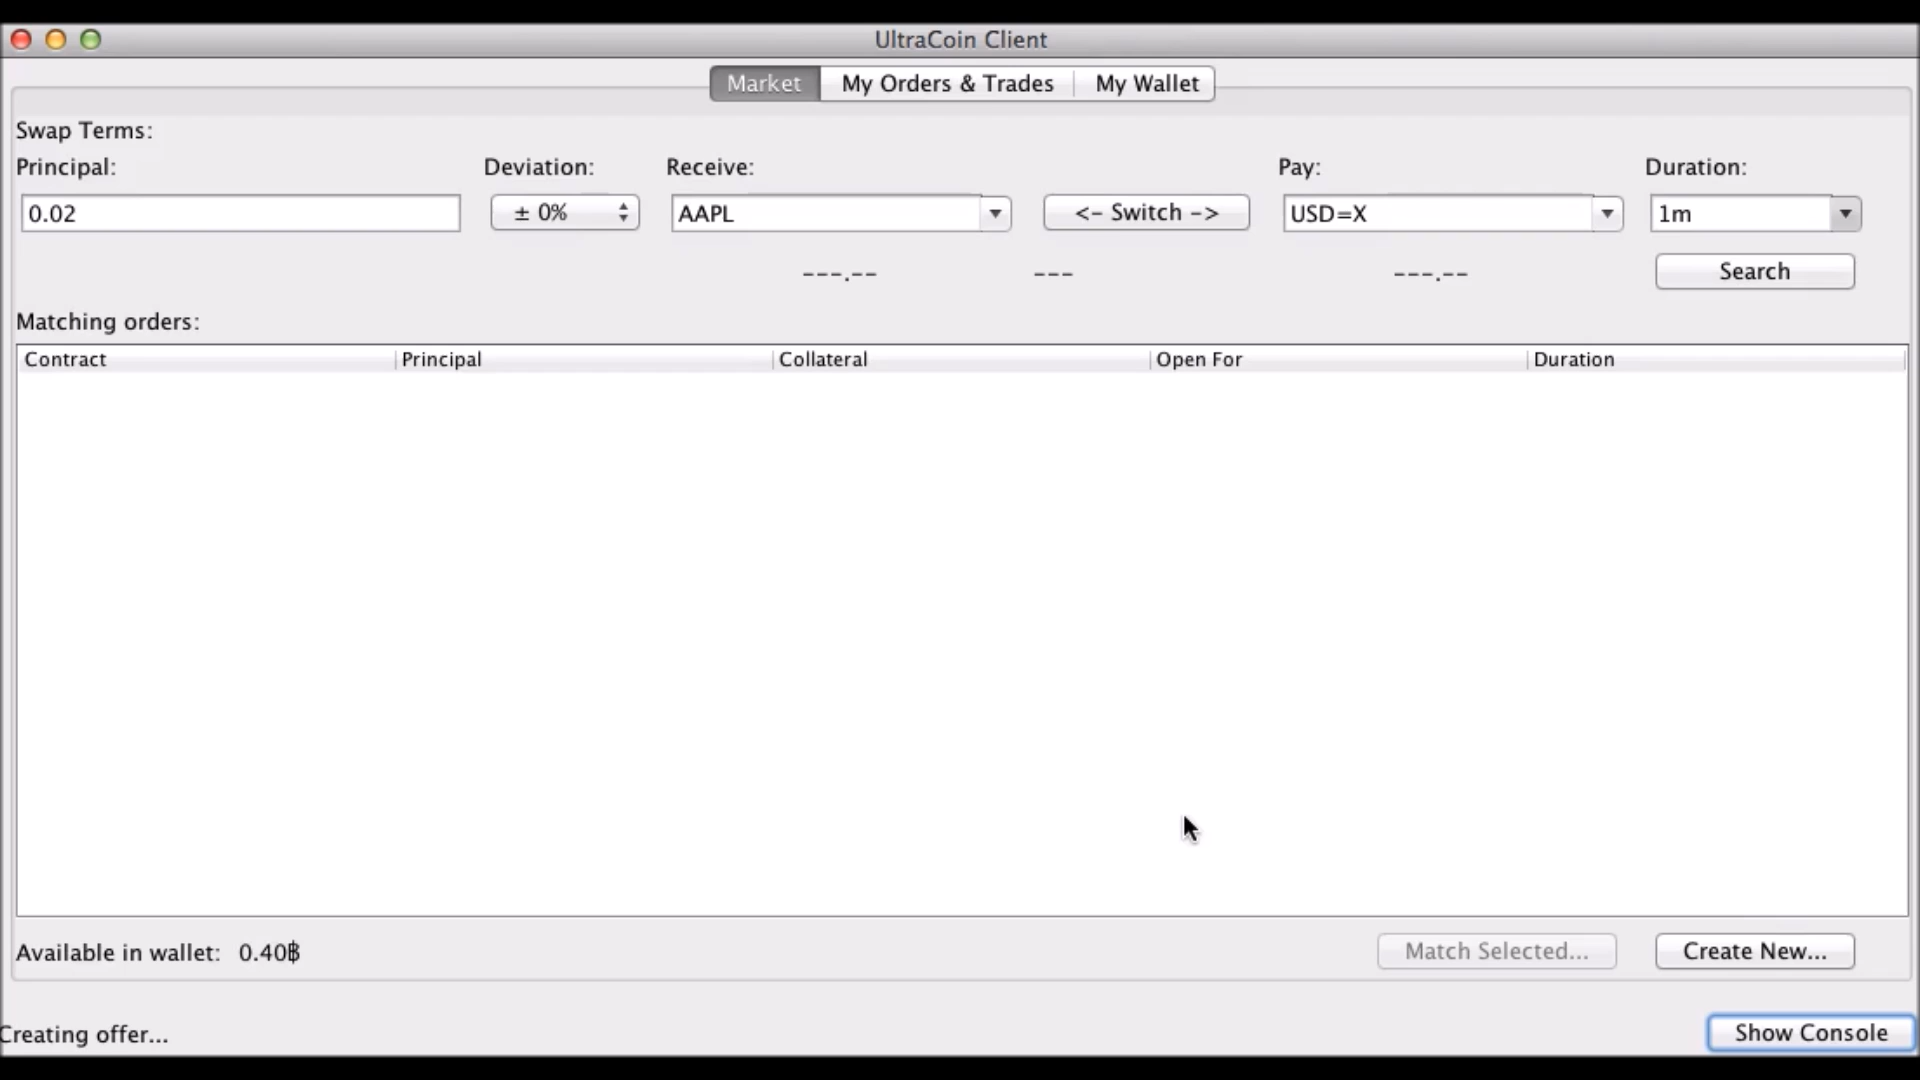 UltraCoin Client
Market My Orders & Trades My Wallet
Swap Terms:
Principal: Deviation: Receive: Pay: Duration:
0.02 ± 0% AAPL <- Switch -> USD=X 1m
---.-- --- ---.-- Search
Matching orders:
Contract Principal Collateral Open For Duration
Available in wallet: 0.40฿ Match Selected... Create New...
Creating offer... Show Console